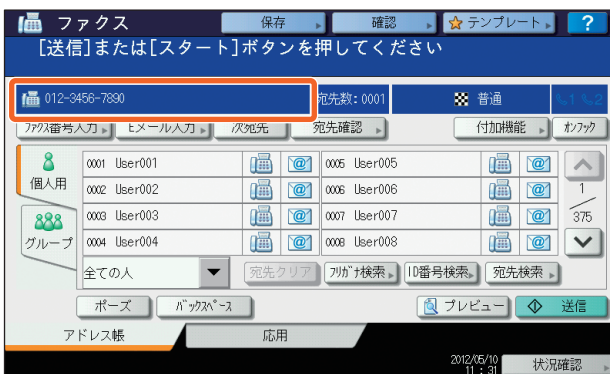 ファクス 保存 確認 テンプレート ?
[送信]または[スタート]ボタンを押してください
012-3456-7890 宛先数:0001 普通 1 2
ファクス番号入力 Eメール入力 次宛先 宛先確認 付加機能 オンフック
個人用
グループ
0001 User001 0005 User005
0002 User002 0006 User006
0003 User003 0007 User007
0004 User004 0008 User008
1
375
全ての人 宛先クリア フリガナ検索 ID番号検索 宛先検索
ポーズ バックスペース プレビュー 送信
アドレス帳 応用
2012/05/10
11:31 状況確認